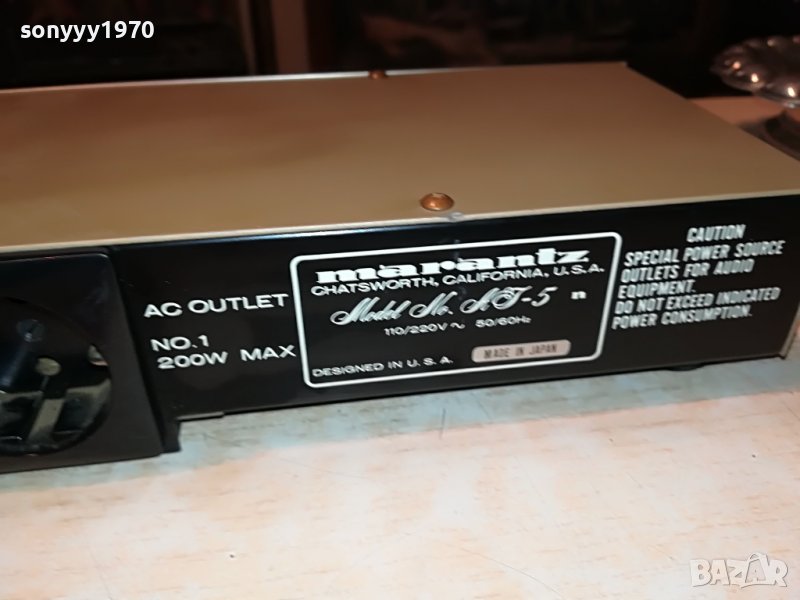 sonyyy1970
AC OUTLET
NO.1
200W MAX
marantz
CHATSWORTH, CALIFORNIA, U.S.A.
Model No. AT-5 n
110/220V ~ 50/60Hz
DESIGNED IN U.S.A.
MADE IN JAPAN
CAUTION
SPECIAL POWER SOURCE
OUTLETS FOR AUDIO
EQUIPMENT.
DO NOT EXCEED INDICATED
POWER CONSUMPTION.
BAZAR